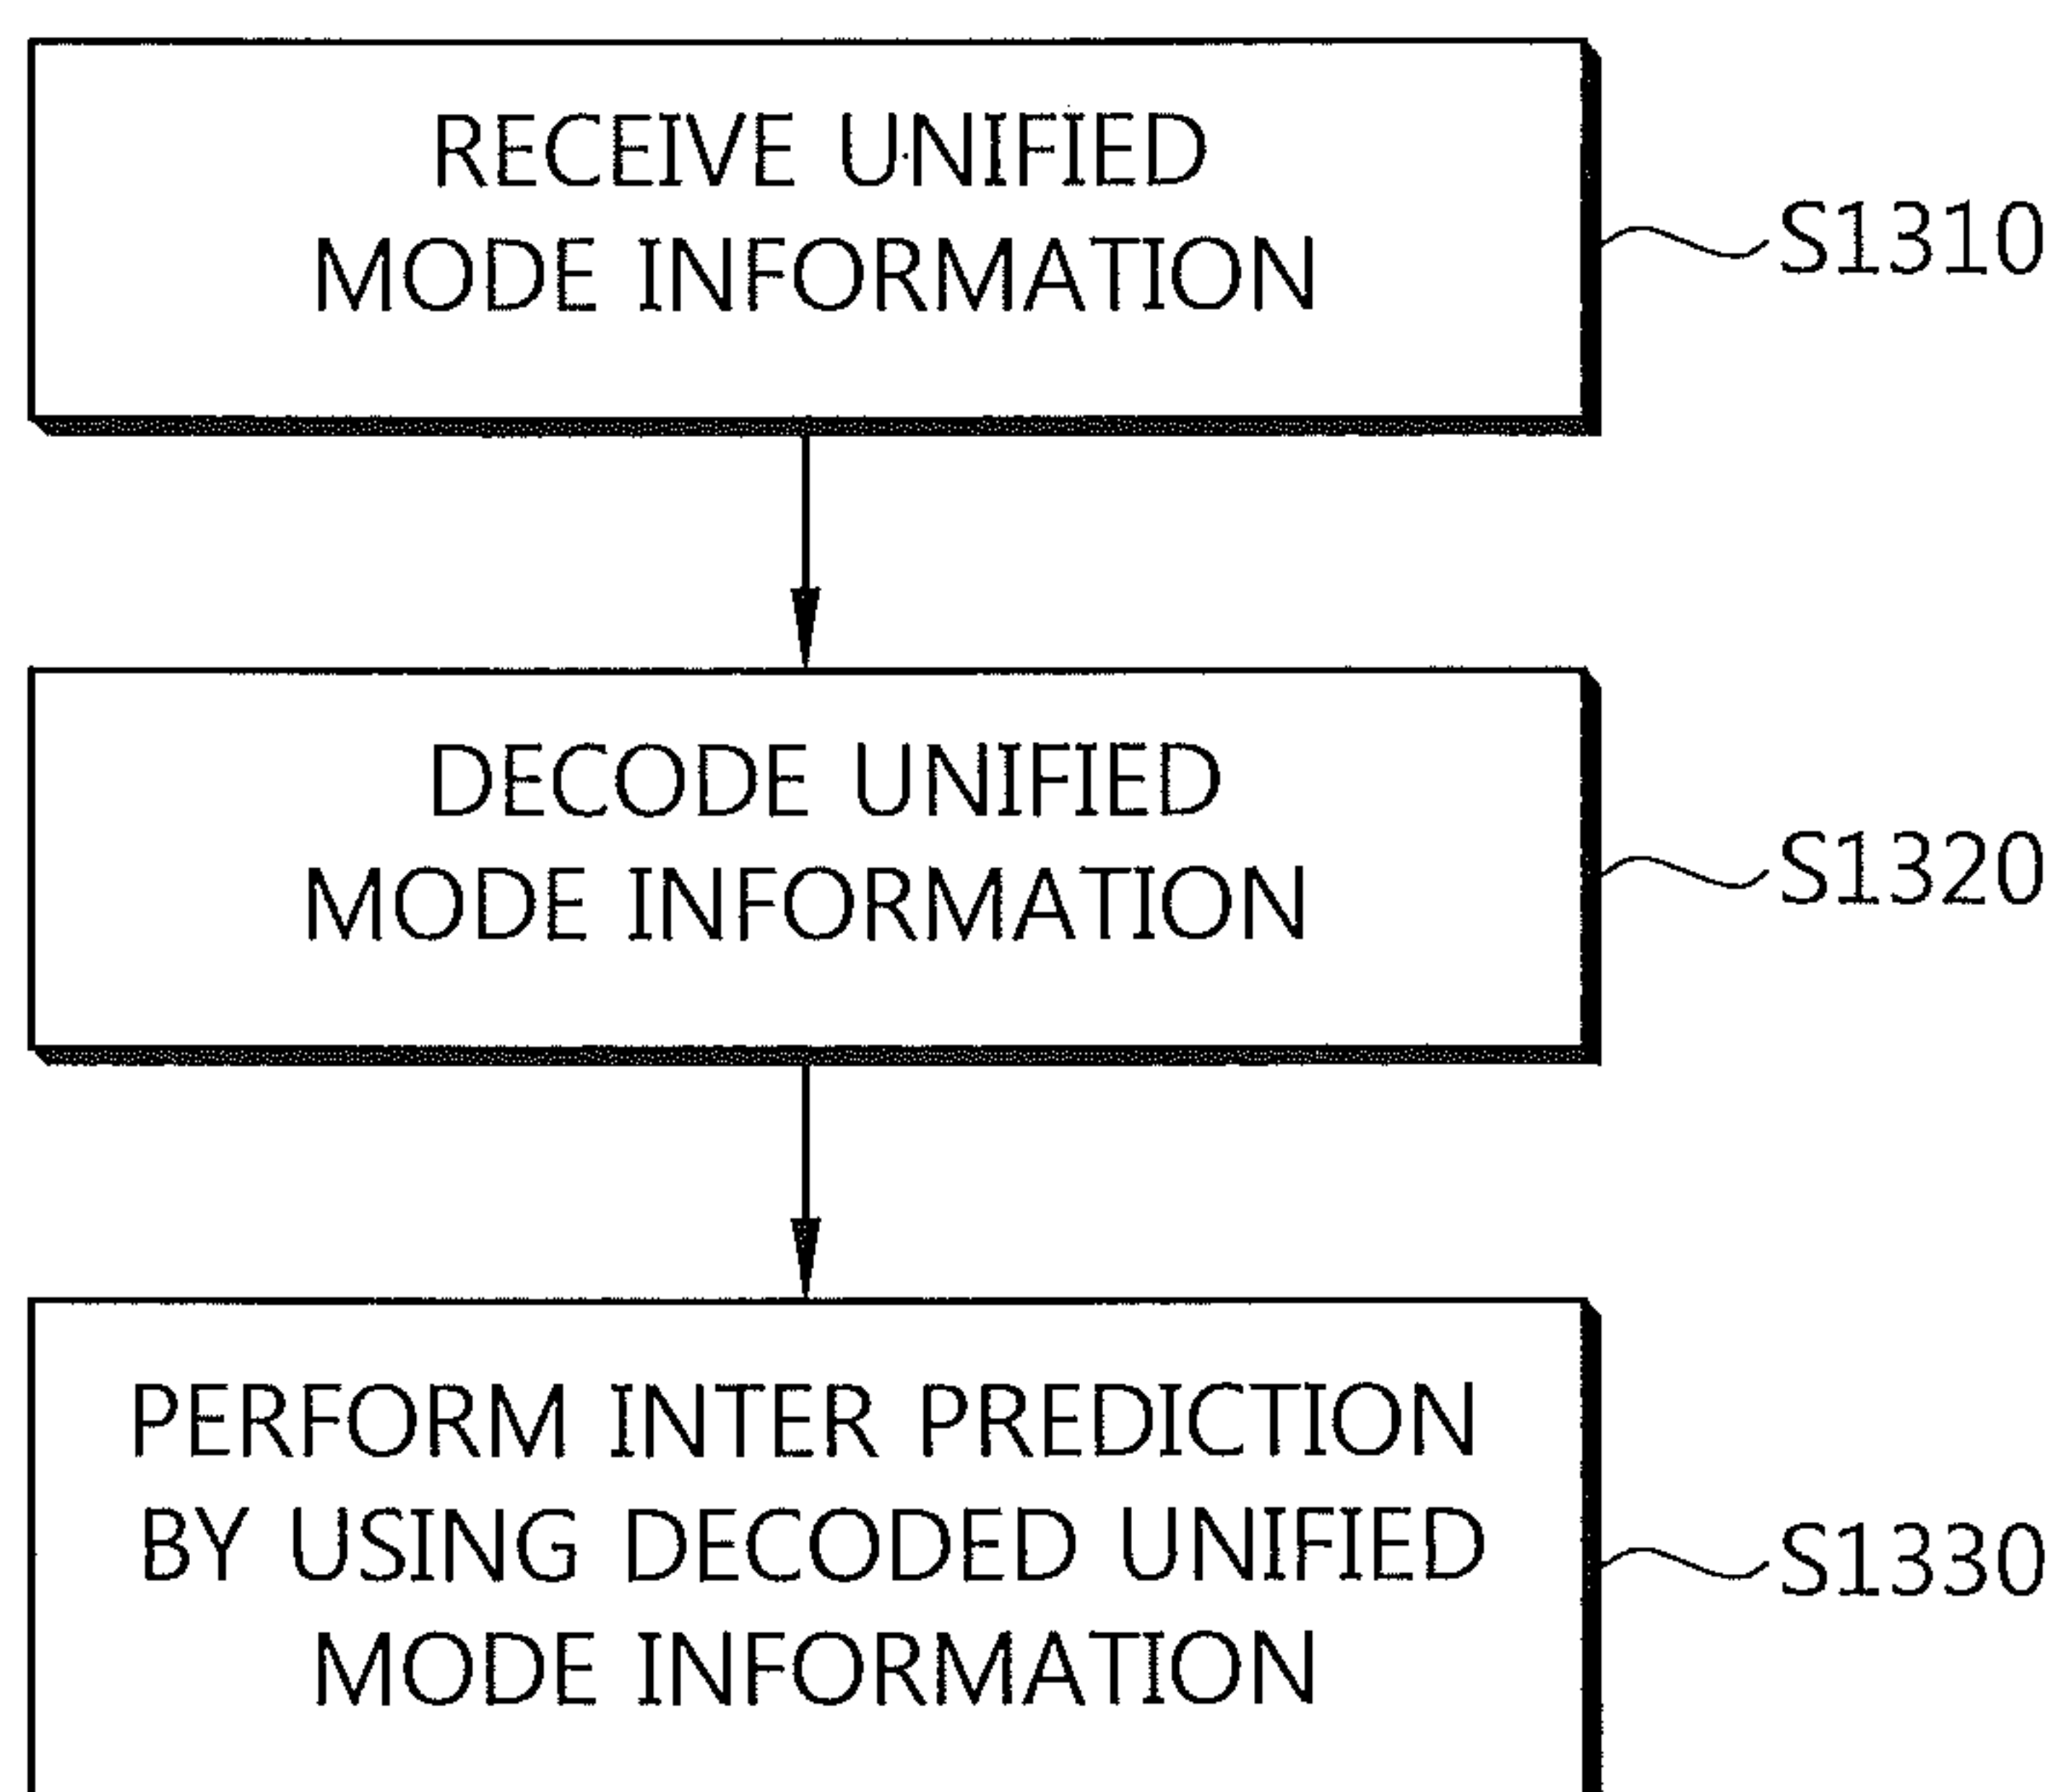 RECEIVE UNIFIED
MODE INFORMATION
S1310
DECODE UNIFIED
MODE INFORMATION
S1320
PERFORM INTER PREDICTION
BY USING DECODED UNIFIED
MODE INFORMATION
S1330